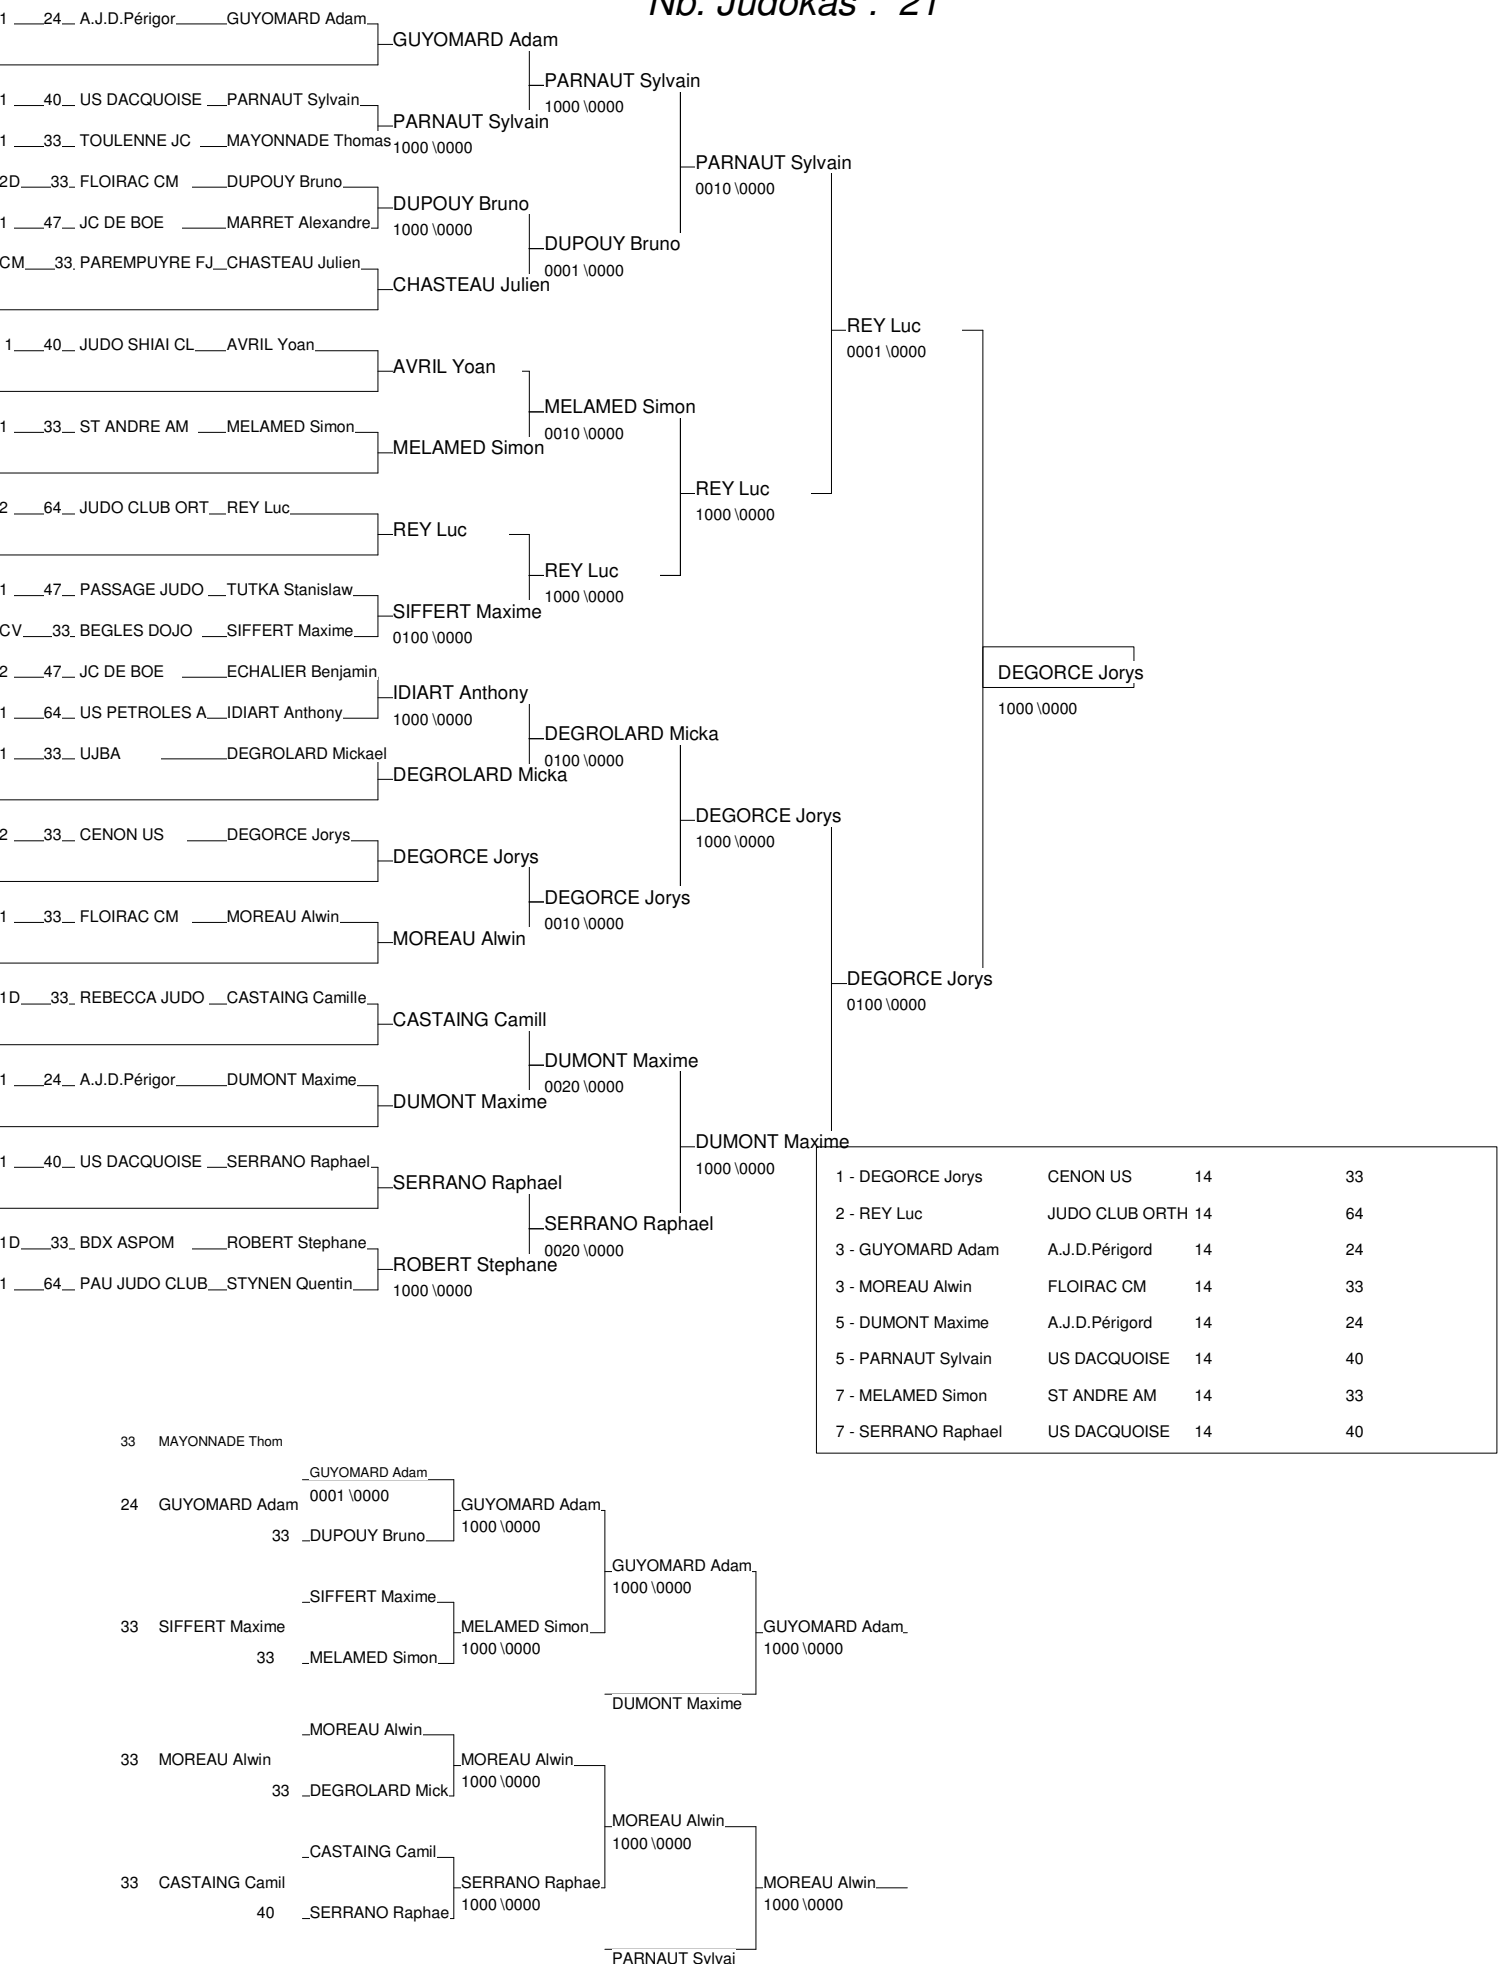 Nb. Judokas : 21
1 24 A.J.D.Périgor GUYOMARD Adam
GUYOMARD Adam
PARNAUT Sylvain
1000 \0000
1 40 US DACQUOISE PARNAUT Sylvain
PARNAUT Sylvain
1000 \0000
1 33 TOULENNE JC MAYONNADE Thomas
PARNAUT Sylvain
0010 \0000
2D 33 FLOIRAC CM DUPOUY Bruno
DUPOUY Bruno
1000 \0000
1 47 JC DE BOE MARRET Alexandre
DUPOUY Bruno
0001 \0000
CM 33 PAREMPUYRE FJ CHASTEAU Julien
CHASTEAU Julien
REY Luc
0001 \0000
1 40 JUDO SHIAI CL AVRIL Yoan
AVRIL Yoan
MELAMED Simon
0010 \0000
1 33 ST ANDRE AM MELAMED Simon
MELAMED Simon
REY Luc
1000 \0000
2 64 JUDO CLUB ORT REY Luc
REY Luc
REY Luc
1000 \0000
1 47 PASSAGE JUDO TUTKA Stanislaw
SIFFERT Maxime
0100 \0000
CV 33 BEGLES DOJO SIFFERT Maxime
DEGORCE Jorys
1000 \0000
2 47 JC DE BOE ECHALIER Benjamin
IDIART Anthony
1000 \0000
1 64 US PETROLES A IDIART Anthony
DEGROLARD Micka
0100 \0000
1 33 UJBA DEGROLARD Mickael
DEGROLARD Micka
DEGORCE Jorys
1000 \0000
2 33 CENON US DEGORCE Jorys
DEGORCE Jorys
DEGORCE Jorys
0010 \0000
1 33 FLOIRAC CM MOREAU Alwin
MOREAU Alwin
DEGORCE Jorys
0100 \0000
1D 33 REBECCA JUDO CASTAING Camille
CASTAING Camill
DUMONT Maxime
0020 \0000
1 24 A.J.D.Périgor DUMONT Maxime
DUMONT Maxime
DUMONT Maxime
1000 \0000
1 40 US DACQUOISE SERRANO Raphael
SERRANO Raphael
SERRANO Raphael
0020 \0000
1D 33 BDX ASPOM ROBERT Stephane
ROBERT Stephane
1000 \0000
1 64 PAU JUDO CLUB STYNEN Quentin
1 - DEGORCE Jorys CENON US 14 33
2 - REY Luc JUDO CLUB ORTH 14 64
3 - GUYOMARD Adam A.J.D.Périgord 14 24
3 - MOREAU Alwin FLOIRAC CM 14 33
5 - DUMONT Maxime A.J.D.Périgord 14 24
5 - PARNAUT Sylvain US DACQUOISE 14 40
7 - MELAMED Simon ST ANDRE AM 14 33
7 - SERRANO Raphael US DACQUOISE 14 40
33 MAYONNADE Thom
GUYOMARD Adam
0001 \0000
24 GUYOMARD Adam
GUYOMARD Adam
1000 \0000
33 DUPOUY Bruno
GUYOMARD Adam
1000 \0000
SIFFERT Maxime
33 SIFFERT Maxime
MELAMED Simon
1000 \0000
GUYOMARD Adam
1000 \0000
33 MELAMED Simon
DUMONT Maxime
MOREAU Alwin
33 MOREAU Alwin
MOREAU Alwin
1000 \0000
33 DEGROLARD Mick
MOREAU Alwin
1000 \0000
CASTAING Camil
33 CASTAING Camil
SERRANO Raphae
1000 \0000
MOREAU Alwin
1000 \0000
40 SERRANO Raphae
PARNAUT Sylvai